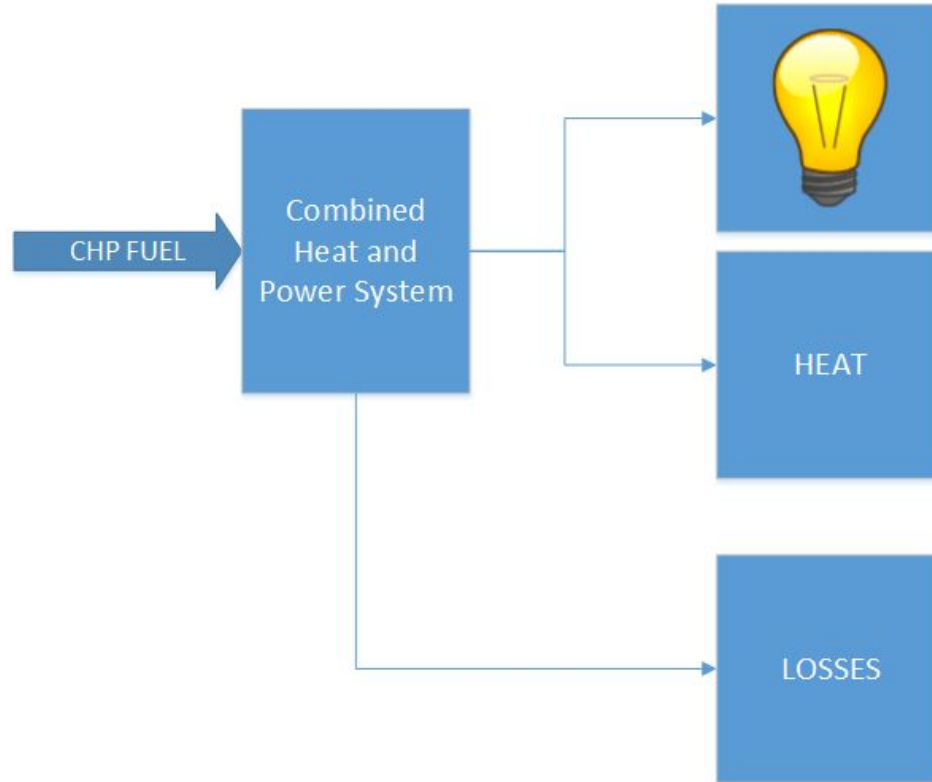 CHP FUEL
Combined
Heat and
Power System
HEAT
LOSSES